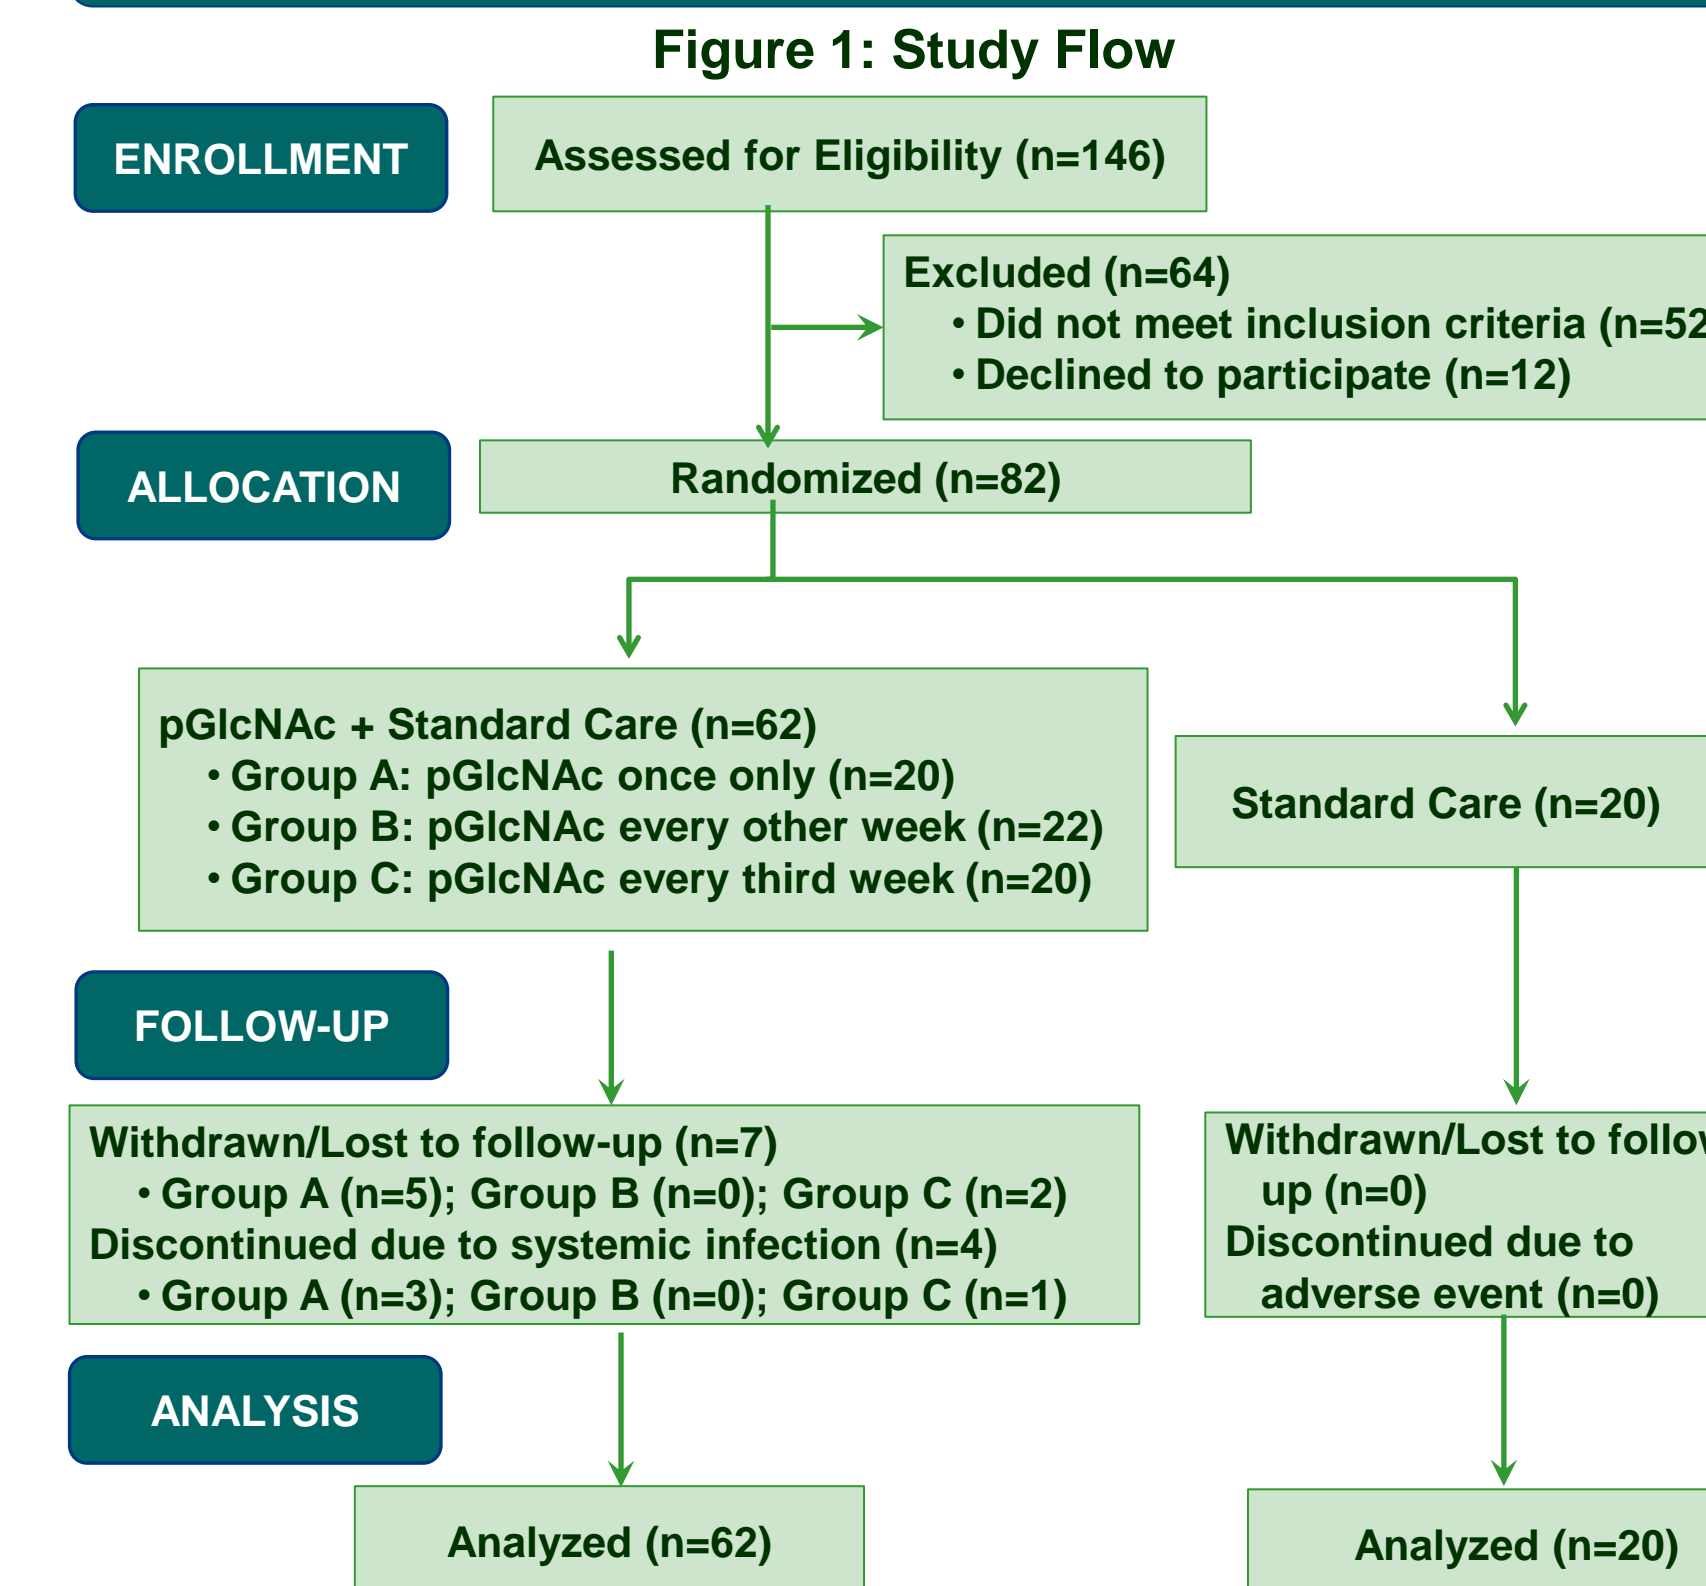 Figure 1: Study Flow
ENROLLMENT
Assessed for Eligibility (n=146)
Excluded (n=64)
• Did not meet inclusion criteria (n=52
• Declined to participate (n=12)
ALLOCATION
Randomized (n=82)
pGlcNAc + Standard Care (n=62)
• Group A: pGlcNAc once only (n=20)
• Group B: pGlcNAc every other week (n=22)
• Group C: pGlcNAc every third week (n=20)
Standard Care (n=20)
FOLLOW-UP
Withdrawn/Lost to follow-up (n=7)
• Group A (n=5); Group B (n=0); Group C (n=2)
Discontinued due to systemic infection (n=4)
• Group A (n=3); Group B (n=0); Group C (n=1)
Withdrawn/Lost to follow
up (n=0)
Discontinued due to
adverse event (n=0)
ANALYSIS
Analyzed (n=62)
Analyzed (n=20)